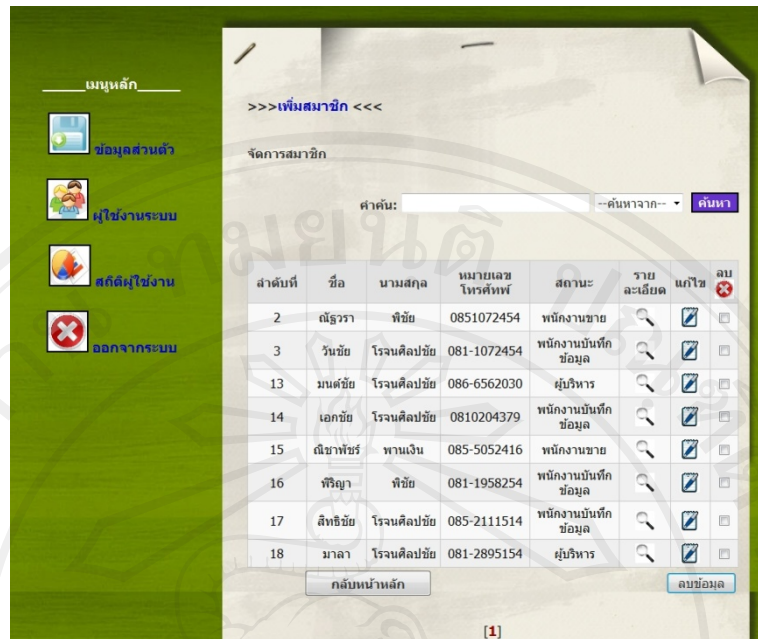 ______เมนูหลัก______
ข้อมูลส่วนตัว
ผู้ใช้งานระบบ
สถิติผู้ใช้งาน
ออกจากระบบ
>>>เพิ่มสมาชิก <<<
จัดการสมาชิก
คำค้น: --ค้นหาจาก-- ค้นหา
ลำดับที่ ชื่อ นามสกุล หมายเลขโทรศัพท์ สถานะ รายละเอียด แก้ไข ลบ
2 ณัฐวรา พิชัย 0851072454 พนักงานขาย
3 วันชัย โรจนศิลปชัย 081-1072454 พนักงานบันทึกข้อมูล
13 มนต์ชัย โรจนศิลปชัย 086-6562030 ผู้บริหาร
14 เอกชัย โรจนศิลปชัย 0810204379 พนักงานบันทึกข้อมูล
15 ณิชาพัชร์ พานเงิน 085-5052416 พนักงานขาย
16 พิริญา พิชัย 081-1958254 พนักงานบันทึกข้อมูล
17 สิทธิชัย โรจนศิลปชัย 085-2111514 พนักงานบันทึกข้อมูล
18 มาลา โรจนศิลปชัย 081-2895154 ผู้บริหาร
กลับหน้าหลัก ลบข้อมูล
[1]